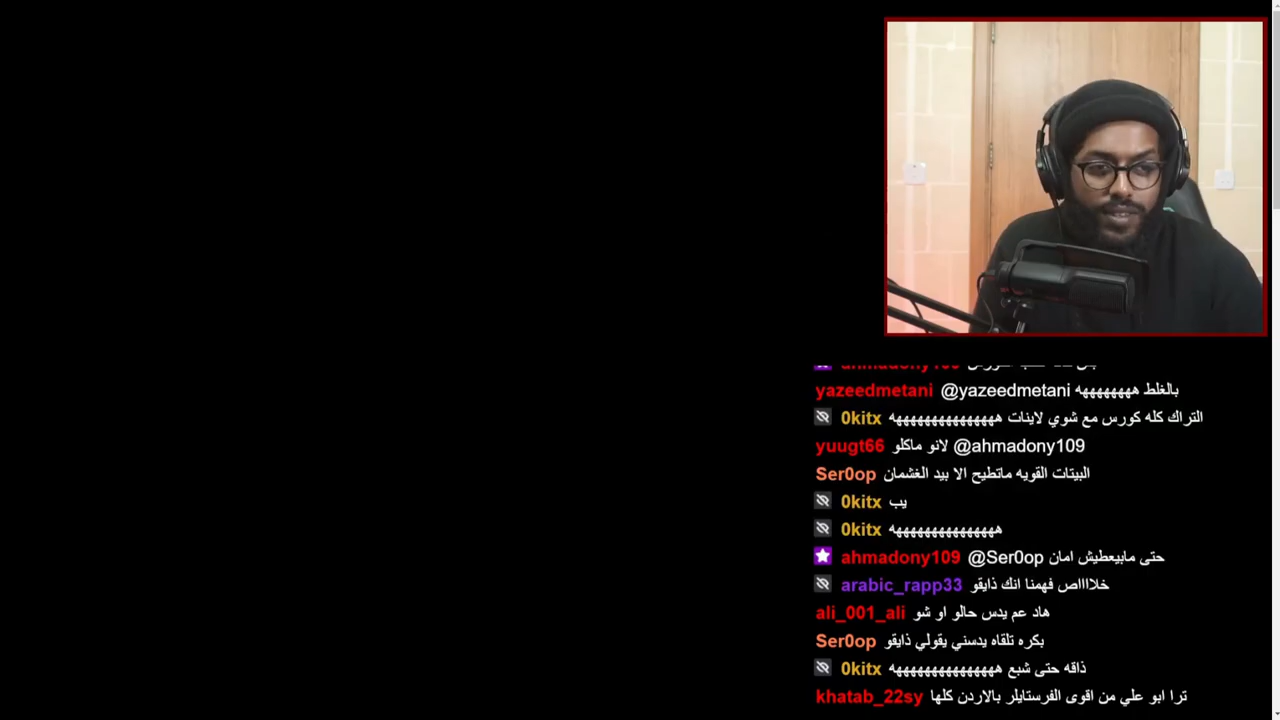 yazeedmetani @yazeedmetani بالغلط هههههههه
0kitx التراك كله كورس مع شوي لاينات ههههههههههههههه
yuugt66 @ahmadony109 لانو ماكلو
Ser0op البيتات القويه ماتطيح الا بيد الغشمان
0kitx يب
0kitx ههههههههههههههه
ahmadony109 @Ser0op حتى مابيعطيش امان
arabic_rapp33 خلااااص فهمنا انك ذايقو
ali_001_ali هاد عم يدس حالو او شو
Ser0op بكره تلقاه يدسني يقولي ذايقو
0kitx ذاقه حتى شبع ههههههههههههههه
khatab_22sy ترا ابو علي من اقوى الفرستايلر بالاردن كلها